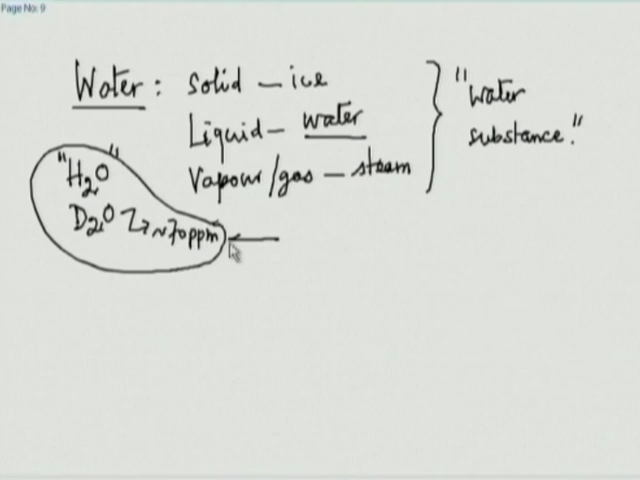 Page No: 9
Water: solid – ice
Liquid – water
Vapour/gas – steam
"water
substance."
"H2O"
D2O → ~70ppm